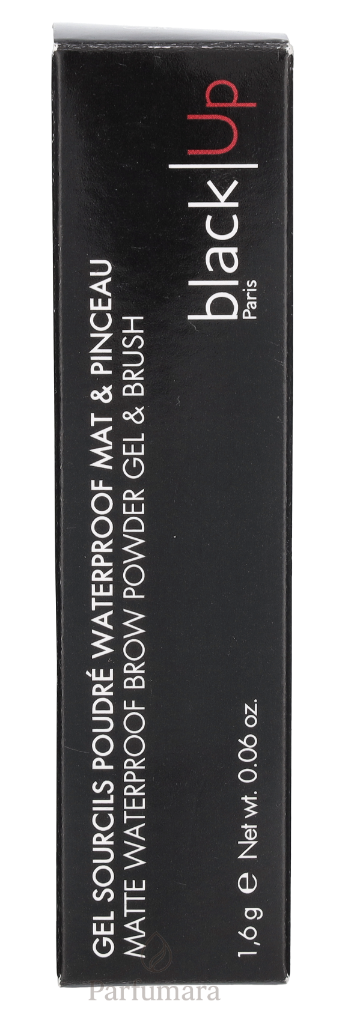 black|Up
Paris
GEL SOURCILS POUDRÉ WATERPROOF MAT & PINCEAU
MATTE WATERPROOF BROW POWDER GEL & BRUSH
1,6 g e Net wt. 0.06 oz.
Parfumara